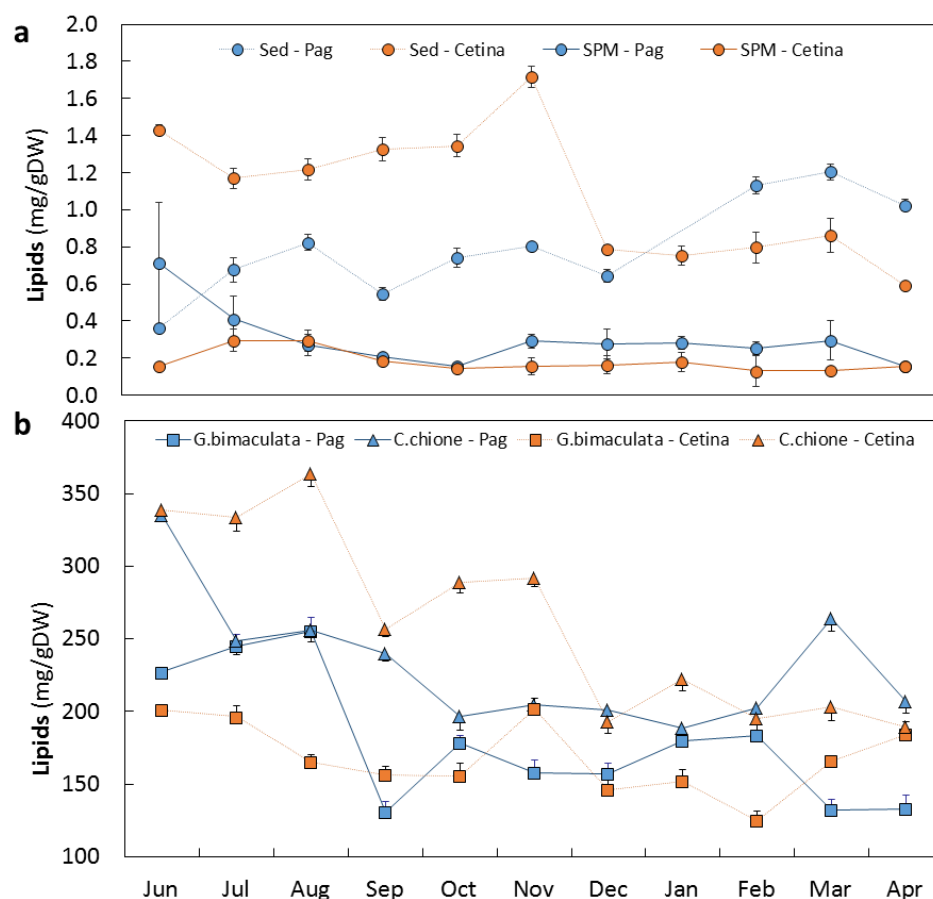 a
Sed - Pag Sed - Cetina SPM - Pag SPM - Cetina
Lipids (mg/gDW)
2.0
1.8
1.6
1.4
1.2
1.0
0.8
0.6
0.4
0.2
0.0
b
G.bimaculata - Pag C.chione - Pag G.bimaculata - Cetina C.chione - Cetina
Lipids (mg/gDW)
400
350
300
250
200
150
100
Jun Jul Aug Sep Oct Nov Dec Jan Feb Mar Apr